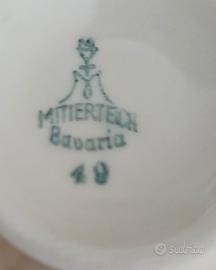 MITTERTEICH
Bavaria
49
subito